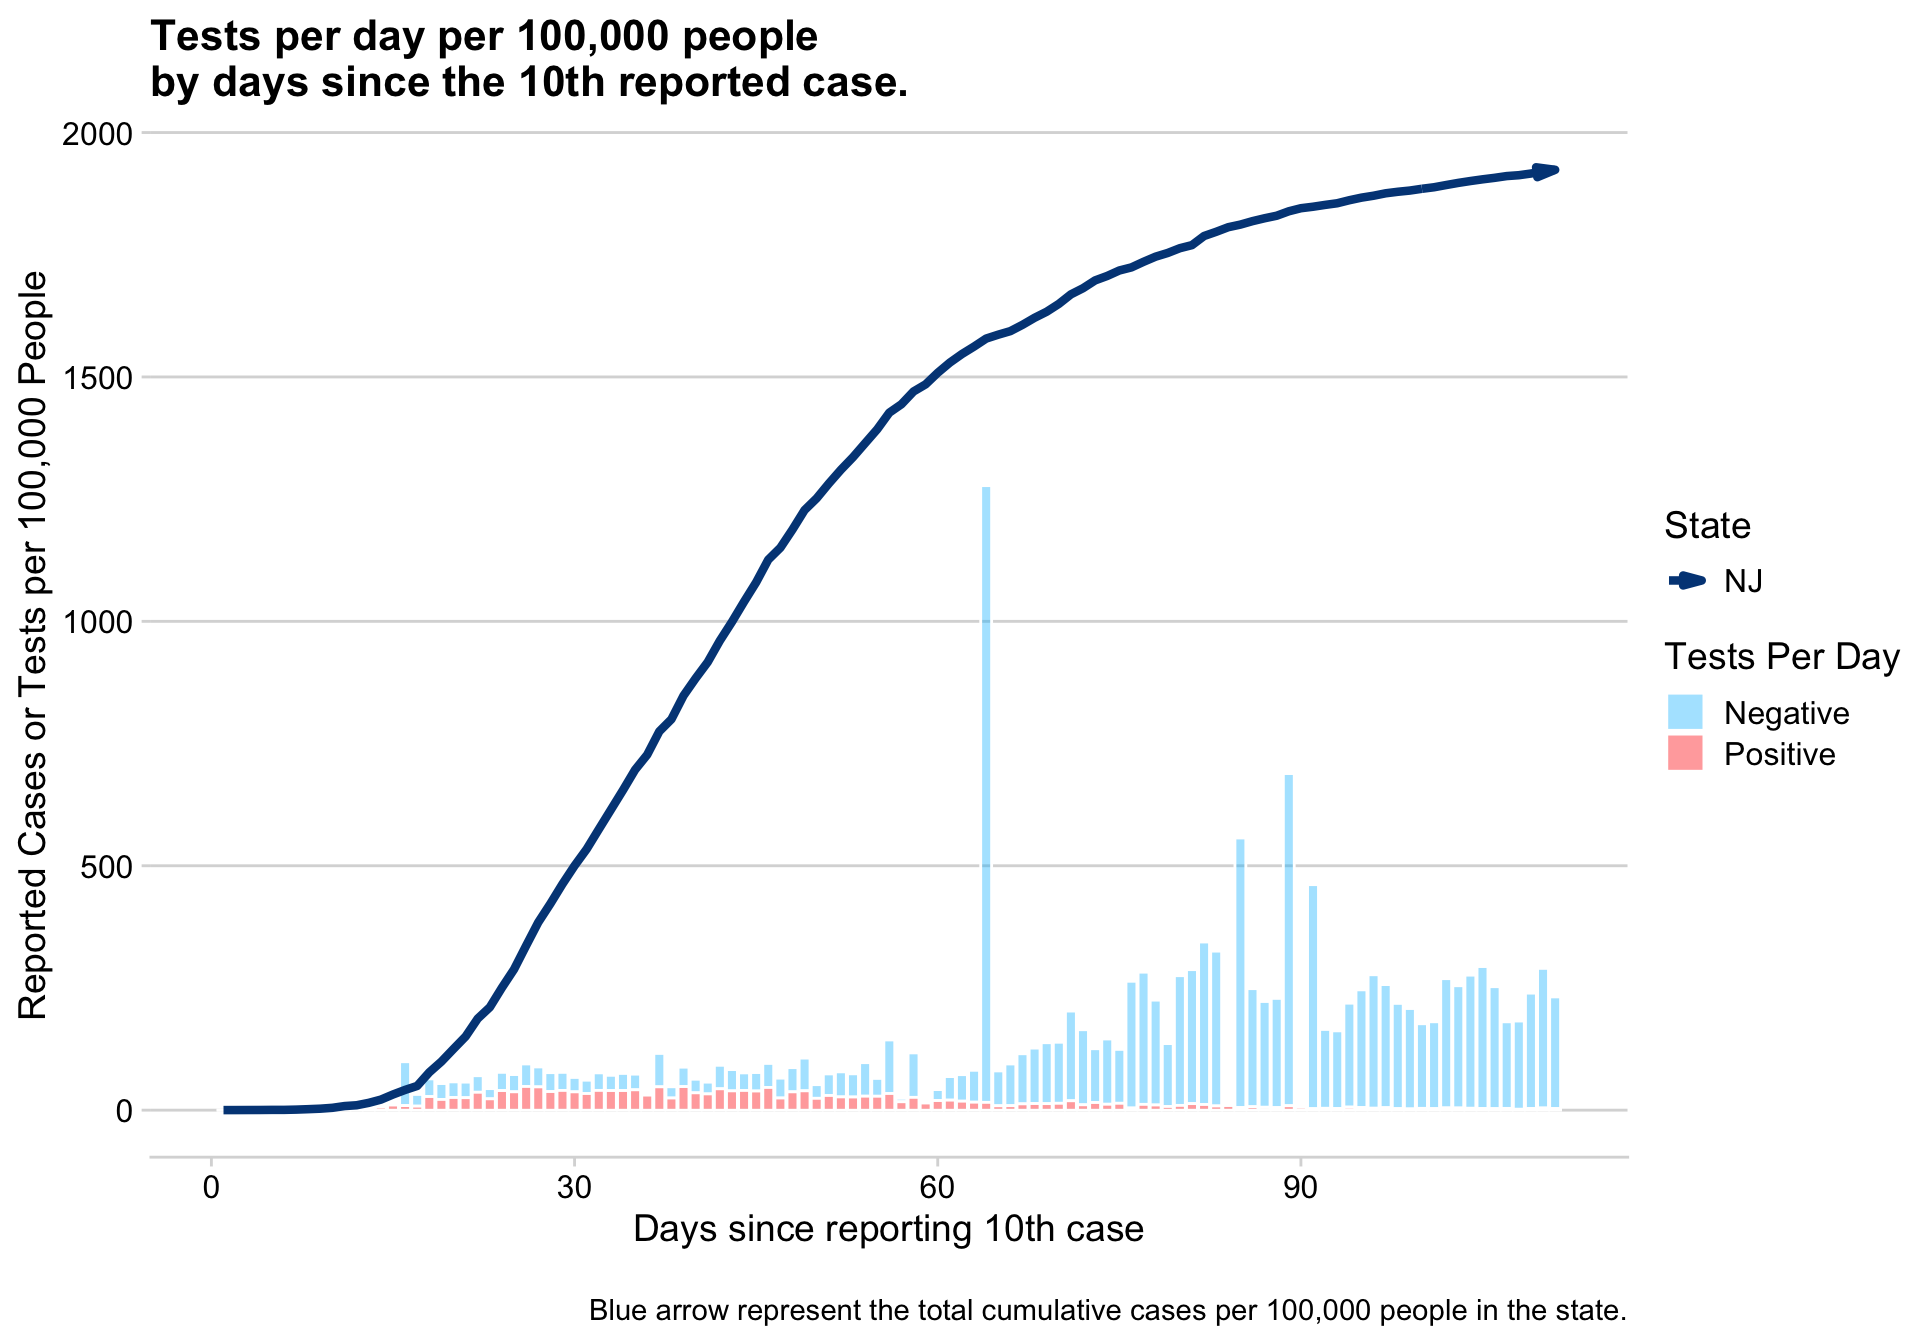 Tests per day per 100,000 people
by days since the 10th reported case.
Reported Cases or Tests per 100,000 People
2000
1500
1000
500
0
0
30
60
90
Days since reporting 10th case
State
NJ
Tests Per Day
Negative
Positive
Blue arrow represent the total cumulative cases per 100,000 people in the state.